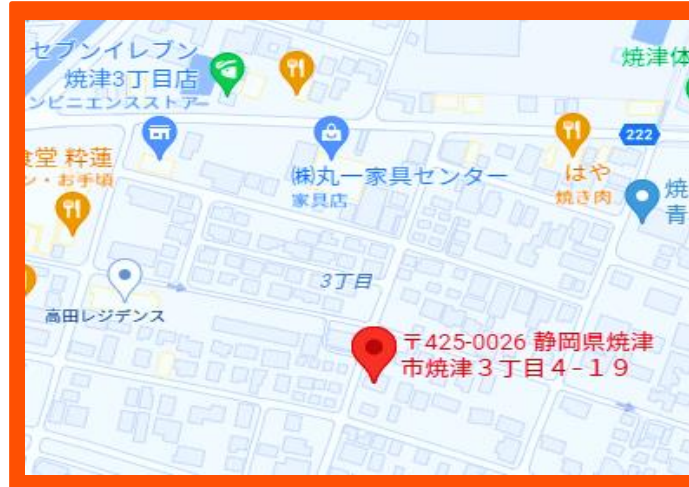 セブンイレブン
焼津3丁目店
ンビニエンスストアー
焼津体
222
食堂 粋蓮
ン・お手頃
(株)丸一家具センター
家具店
はや
焼き肉
焼
青
3丁目
高田レジデンス
〒425-0026 静岡県焼津
市焼津３丁目４−１９